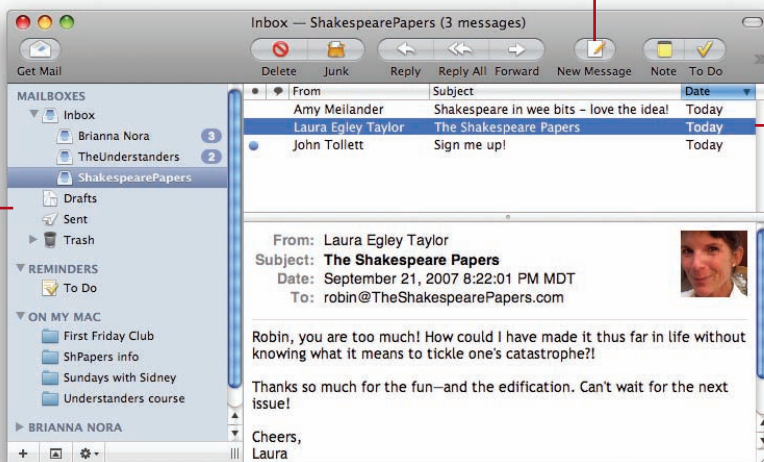 Inbox — ShakespearePapers (3 messages)
Get Mail Delete Junk Reply Reply All Forward New Message Note To Do
MAILBOXES
Inbox
Brianna Nora 3
TheUnderstanders 2
ShakespearePapers
Drafts
Sent
Trash
REMINDERS
To Do
ON MY MAC
First Friday Club
ShPapers info
Sundays with Sidney
Understanders course
BRIANNA NORA
From Subject Date
Amy Meilander Shakespeare in wee bits – love the idea! Today
Laura Egley Taylor The Shakespeare Papers Today
John Tollett Sign me up! Today
From: Laura Egley Taylor
Subject: The Shakespeare Papers
Date: September 21, 2007 8:22:01 PM MDT
To: robin@TheShakespearePapers.com
Robin, you are too much! How could I have made it thus far in life without
knowing what it means to tickle one's catastrophe?!
Thanks so much for the fun—and the edification. Can't wait for the next
issue!
Cheers,
Laura